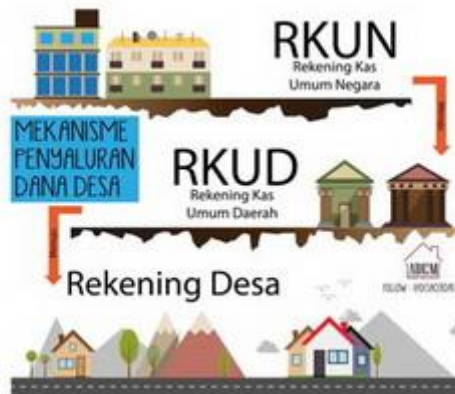 RKUN
Rekening Kas
Umum Negara
MEKANISME
PENYALURAN
DANA DESA
RKUD
Rekening Kas
Umum Daerah
Rekening Desa